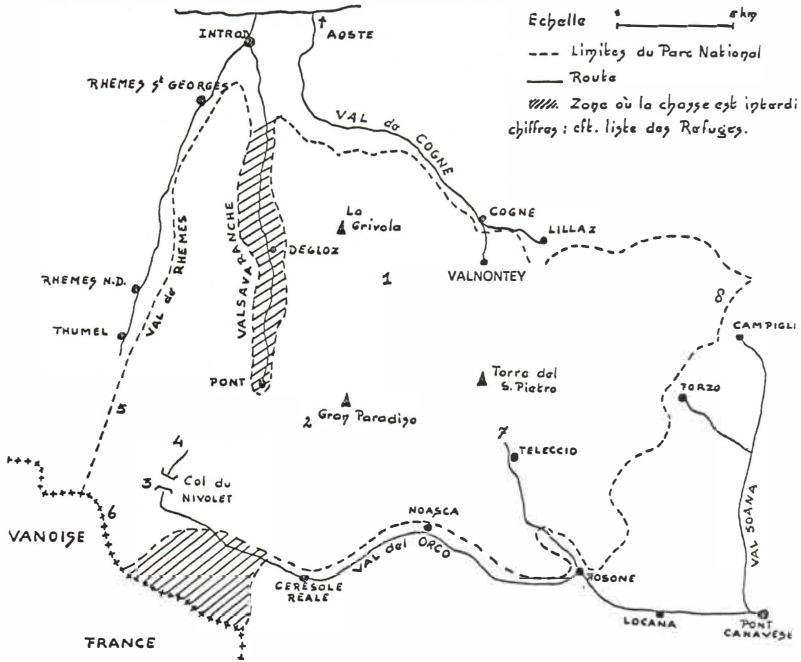 Echelle
1
5 km
Limites du Parc National
Route
Zone où la chasse est interdi
chiffres : cft. liste des Refuges.
INTROD
AOSTE
RHEMES St GEORGES
VAL de COGNE
La
Grivola
COGNE
LILLAZ
VALNONTEY
DEGLOZ
VALSAVARANCHE
VAL de RHEMES
RHEMES N.D.
THUMEL
1
8
CAMPIGLI
PONT
Torre del
S. Pietro
FORZO
5
2
Gran Paradiso
4
3
Col du
NIVOLET
7
TELECCIO
6
VANOISE
NOASCA
VAL del ORCO
VAL SOANA
CERESOLE
REALE
ROSONE
LOCANA
PONT
CANAVESE
FRANCE